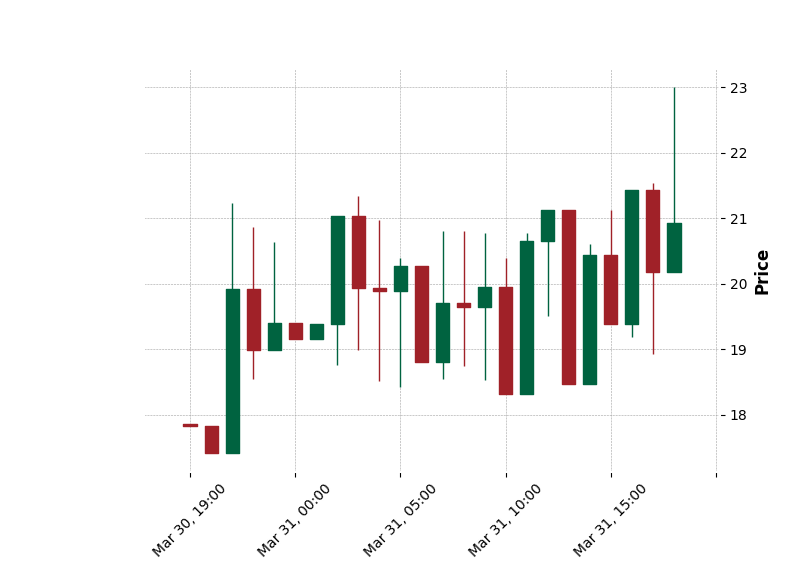 23
22
21
20
19
18
Price
Mar 30, 19:00
Mar 31, 00:00
Mar 31, 05:00
Mar 31, 10:00
Mar 31, 15:00